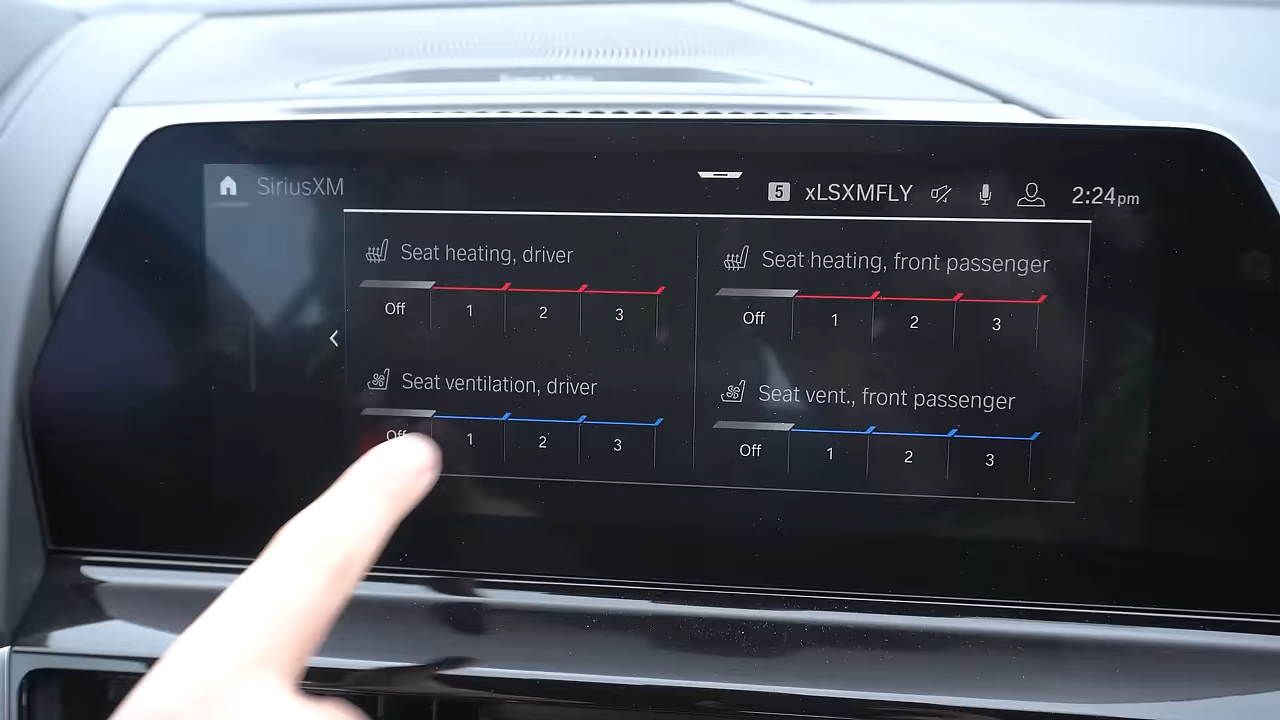 SiriusXM
5 xLSXMFLY 2:24pm
Seat heating, driver
Off 1 2 3
Seat heating, front passenger
Off 1 2 3
Seat ventilation, driver
Off 1 2 3
Seat vent., front passenger
Off 1 2 3